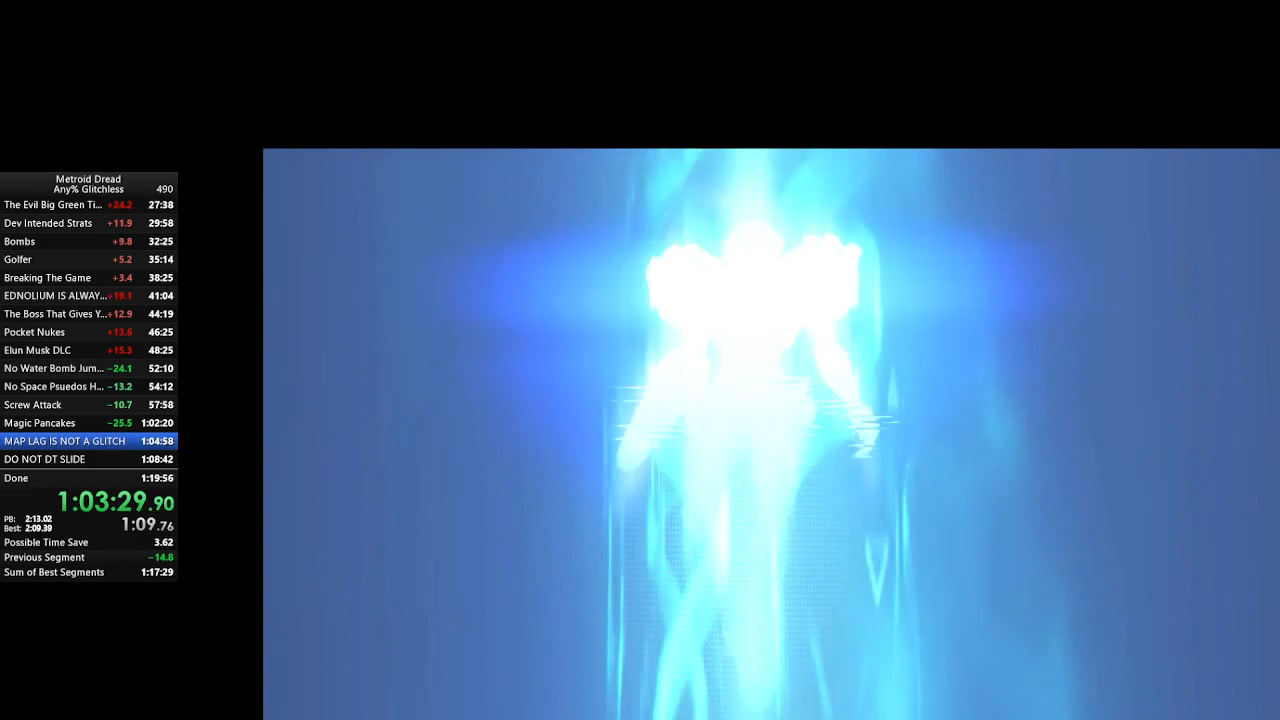 Metroid Dread
Any% Glitchless 490
The Evil Big Green Ti... +24.2 27:38
Dev Intended Strats +11.9 29:58
Bombs +9.8 32:25
Golfer +5.2 35:14
Breaking The Game +3.4 38:25
EDNOLIUM IS ALWAY... +19.1 41:04
The Boss That Gives Y... +12.9 44:19
Pocket Nukes +13.6 46:25
Elun Musk DLC +15.3 48:25
No Water Bomb Jum... −24.1 52:10
No Space Psuedos H... −13.2 54:12
Screw Attack −10.7 57:58
Magic Pancakes −25.5 1:02:20
MAP LAG IS NOT A GLITCH 1:04:58
DO NOT DT SLIDE 1:08:42
Done 1:19:56
1:03:29.90
PB: 2:13.02
Best: 2:09.39
1:09.76
Possible Time Save 3.62
Previous Segment −14.8
Sum of Best Segments 1:17:29